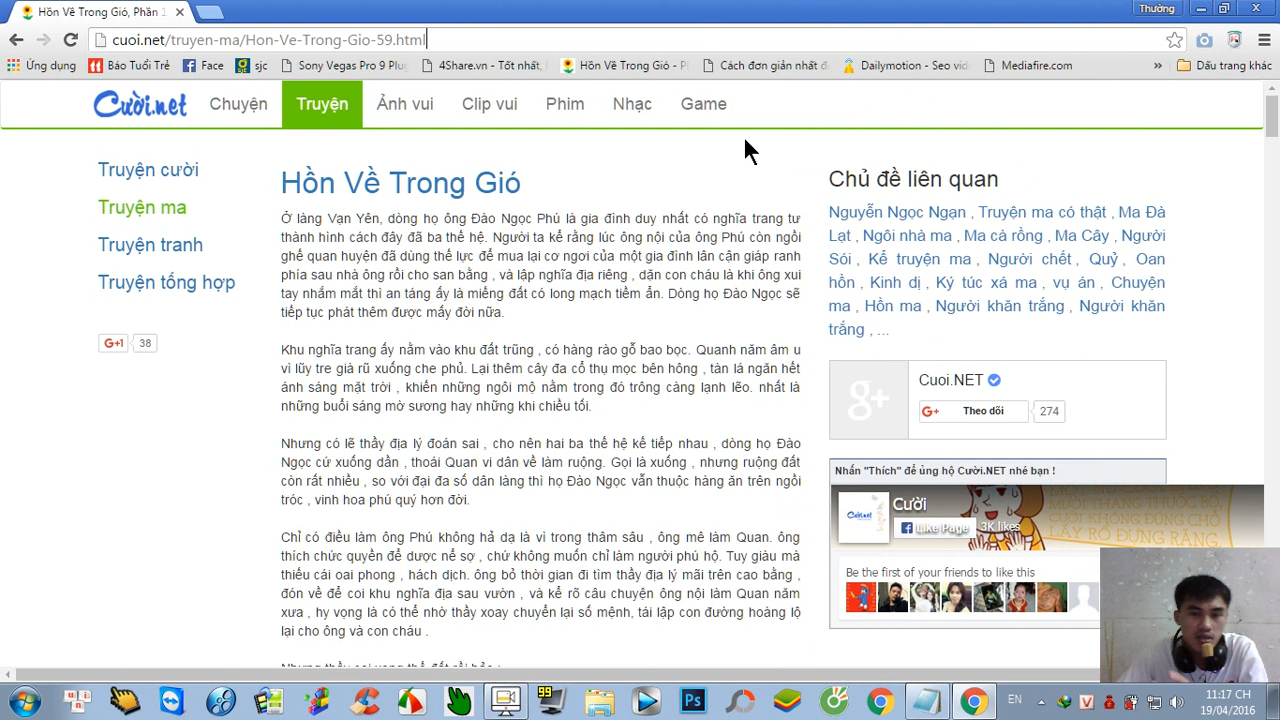 Hồn Về Trong Gió, Phần 1
Thường
cuoi.net/truyen-ma/Hon-Ve-Trong-Gio-59.html
Ứng dụng
Báo Tuổi Trẻ
Face
sjc
Sony Vegas Pro 9 Plug
4Share.vn - Tốt nhất,
Hồn Về Trong Gió - P
Cách đơn giản nhất đ
Dailymotion - Seo vid
Mediafire.com
»
Dấu trang khác
Cười.net
Chuyện
Truyện
Ảnh vui
Clip vui
Phim
Nhạc
Game
Truyện cười
Truyện ma
Truyện tranh
Truyện tổng hợp
G+1
38
Hồn Về Trong Gió
Ở làng Vạn Yên, dòng họ ông Đào Ngọc Phú là gia đình duy nhất có nghĩa trang tư
thành hình cách đây đã ba thế hệ. Người ta kể rằng lúc ông nội của ông Phú còn ngồi
ghế quan huyện đã dùng thế lực để mua lại cơ ngơi của một gia đình lân cận giáp ranh
phía sau nhà ông rồi cho san bằng , và lập nghĩa địa riêng , dặn con cháu là khi ông xui
tay nhắm mắt thì an táng ấy là miếng đất có long mạch tiềm ẩn. Dòng họ Đào Ngọc sẽ
tiếp tục phát thêm được mấy đời nữa.
Khu nghĩa trang ấy nằm vào khu đất trũng , có hàng rào gỗ bao bọc. Quanh năm âm u
vì lũy tre già rũ xuống che phủ. Lại thêm cây đa cổ thụ mọc bên hông , tàn lá ngăn hết
ánh sáng mặt trời , khiến những ngôi mộ nằm trong đó trông càng lạnh lẽo. nhất là
những buổi sáng mờ sương hay những khi chiều tối.
Nhưng có lẽ thầy địa lý đoán sai , cho nên hai ba thế hệ kế tiếp nhau , dòng họ Đào
Ngọc cứ xuống dần , thoái Quan vi dân về làm ruộng. Gọi là xuống , nhưng ruộng đất
còn rất nhiều , so với đại đa số dân làng thì họ Đào Ngọc vẫn thuộc hàng ăn trên ngồi
tróc , vinh hoa phú quý hơn đời.
Chỉ có điều làm ông Phú không hả dạ là vì trong thâm sâu , ông mê làm Quan. ông
thích chức quyền để dược nể sợ , chứ không muốn chỉ làm người phú hộ. Tuy giàu mà
thiếu cái oai phong , hách dịch. ông bỏ thời gian đi tìm thầy địa lý mãi trên cao bằng ,
đón về để coi khu nghĩa địa sau vườn , và kể rõ câu chuyện ông nội làm Quan năm
xưa , hy vọng là có thể nhờ thầy xoay chuyển lại số mệnh, tái lập con đường hoàng lộ
lại cho ông và con cháu .
Chủ đề liên quan
Nguyễn Ngọc Ngạn , Truyện ma có thật , Ma Đà
Lạt , Ngôi nhà ma , Ma cà rồng , Ma Cây , Người
Sói , Kể truyện ma , Người chết , Quỷ , Oan
hồn , Kinh dị , Ký túc xá ma , vụ án , Chuyện
ma , Hồn ma , Người khăn trắng , Người khăn
trắng , ...
g+
Cuoi.NET
G+
Theo dõi
274
Nhấn "Thích" để ủng hộ Cười.NET nhé bạn !
Cười.net
Cười
Like Page
3K likes
Be the first of your friends to like this
99
Ps
EN
V
11:17 CH
19/04/2016